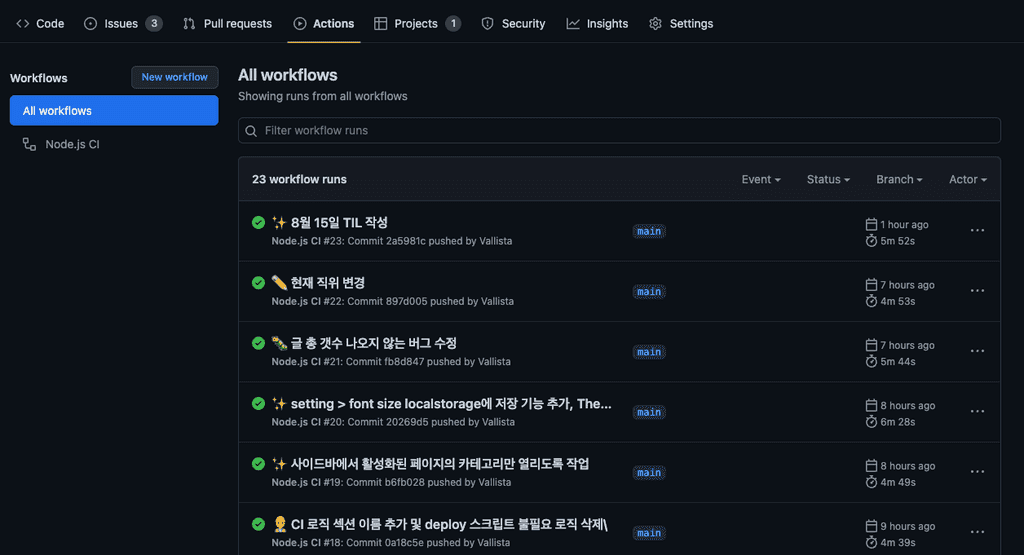 Code Issues 3 Pull requests Actions Projects 1 Security Insights Settings
Workflows
New workflow
All workflows
Node.js CI
All workflows
Showing runs from all workflows
Filter workflow runs
23 workflow runs Event Status Branch Actor
✨ 8월 15일 TIL 작성
Node.js CI #23: Commit 2a5981c pushed by Vallista
main
1 hour ago
5m 52s
✏️ 현재 직위 변경
Node.js CI #22: Commit 897d005 pushed by Vallista
main
7 hours ago
4m 53s
🐛 글 총 갯수 나오지 않는 버그 수정
Node.js CI #21: Commit fb8d847 pushed by Vallista
main
7 hours ago
5m 44s
✨ setting > font size localstorage에 저장 기능 추가, The...
Node.js CI #20: Commit 20269d5 pushed by Vallista
main
8 hours ago
6m 28s
✨ 사이드바에서 활성화된 페이지의 카테고리만 열리도록 작업
Node.js CI #19: Commit b6fb028 pushed by Vallista
main
8 hours ago
4m 49s
CI 로직 섹션 이름 추가 및 deploy 스크립트 불필요 로직 삭제\
Node.js CI #18: Commit 0a18c5e pushed by Vallista
main
9 hours ago
4m 39s